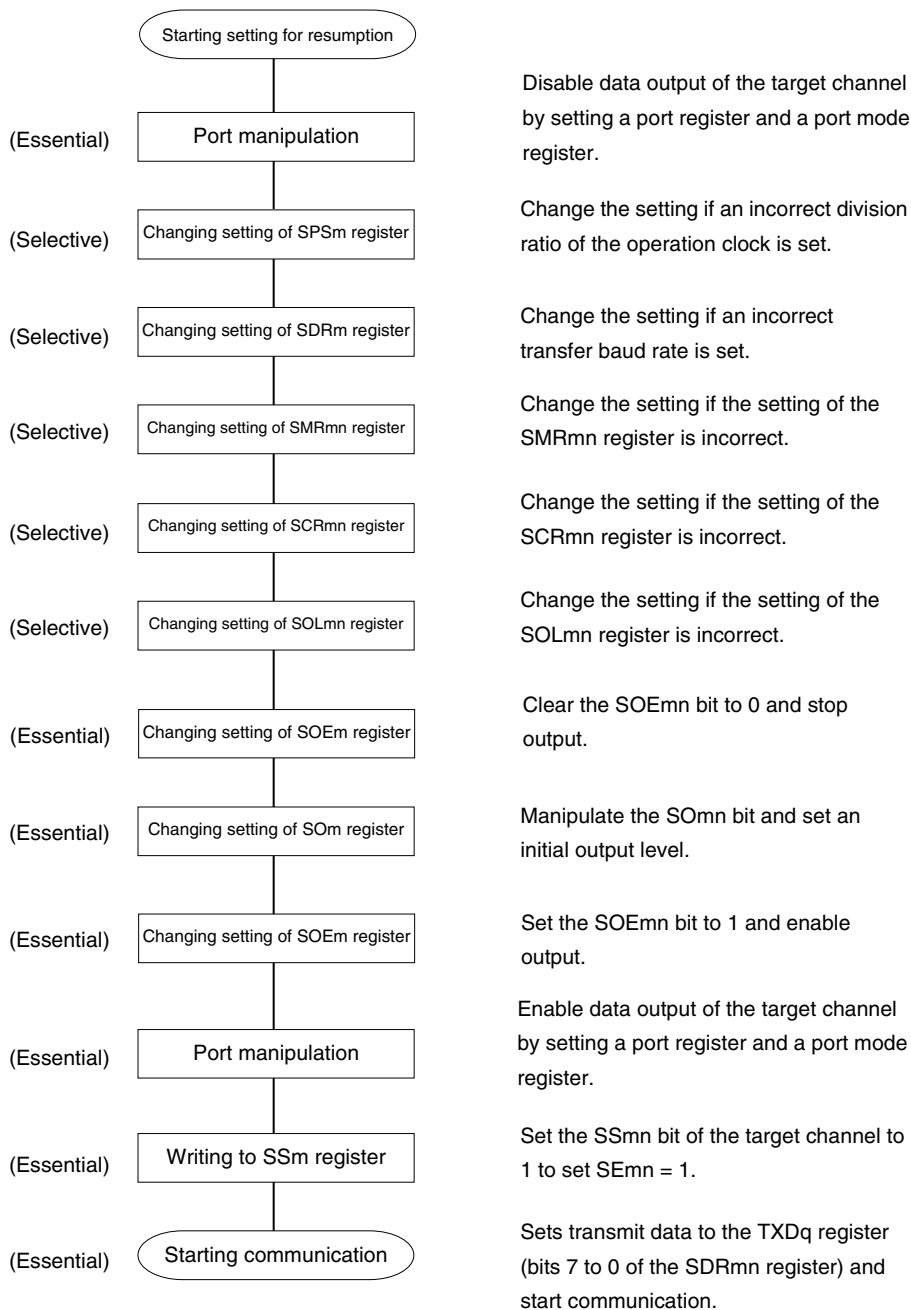 Starting setting for resumption
(Essential)
Port manipulation
Disable data output of the target channel
by setting a port register and a port mode
register.
(Selective)
Changing setting of SPSm register
Change the setting if an incorrect division
ratio of the operation clock is set.
(Selective)
Changing setting of SDRm register
Change the setting if an incorrect
transfer baud rate is set.
(Selective)
Changing setting of SMRmn register
Change the setting if the setting of the
SMRmn register is incorrect.
(Selective)
Changing setting of SCRmn register
Change the setting if the setting of the
SCRmn register is incorrect.
(Selective)
Changing setting of SOLmn register
Change the setting if the setting of the
SOLmn register is incorrect.
(Essential)
Changing setting of SOEm register
Clear the SOEmn bit to 0 and stop
output.
(Essential)
Changing setting of SOm register
Manipulate the SOmn bit and set an
initial output level.
(Essential)
Changing setting of SOEm register
Set the SOEmn bit to 1 and enable
output.
(Essential)
Port manipulation
Enable data output of the target channel
by setting a port register and a port mode
register.
(Essential)
Writing to SSm register
Set the SSmn bit of the target channel to
1 to set SEmn = 1.
(Essential)
Starting communication
Sets transmit data to the TXDq register
(bits 7 to 0 of the SDRmn register) and
start communication.